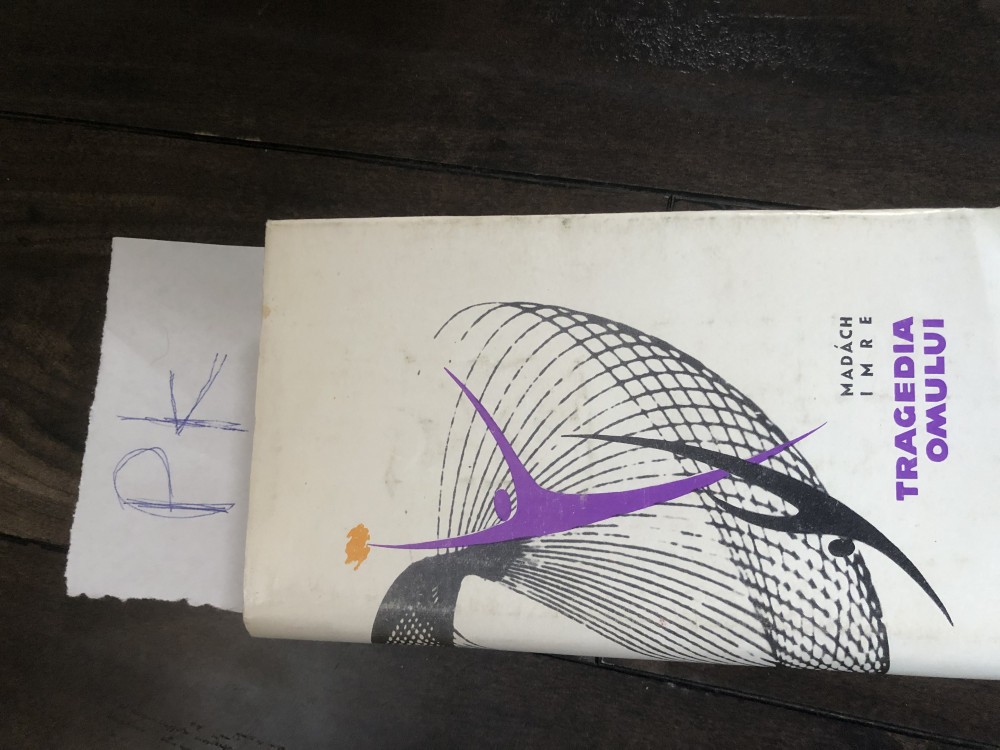 Pk
MADÁCH
IMRE
TRAGEDIA
OMULUI